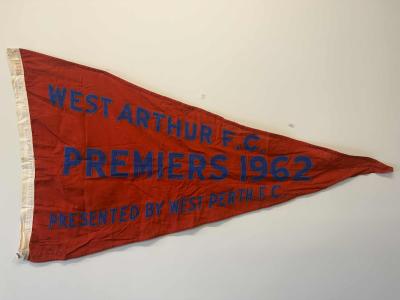 WEST ARTHUR F.C.
PREMIERS 1962
PRESENTED BY WEST PERTH F.C.